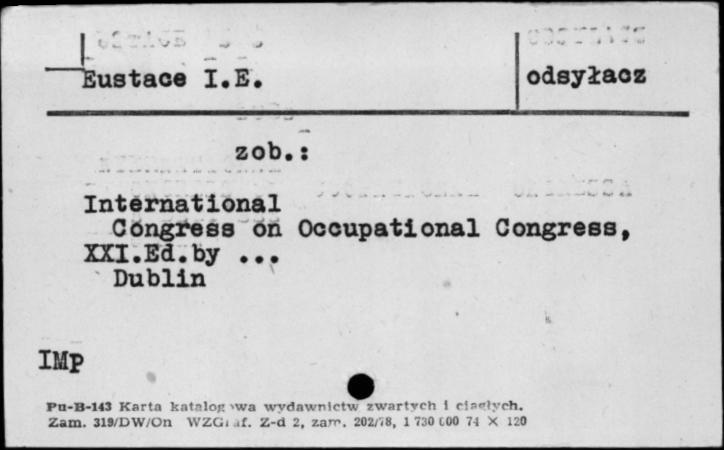 Eustace I.E.
odsyłacz
zob.:
International
Congress on Occupational Congress,
XXI.Ed.by ...
Dublin
IMp
Pu-B-143 Karta katalogowa wydawnictw zwartych i ciągłych.
Zam. 319/DW/On WZGraf. Z-d 2, zam. 202/78, 1 730 000 74 X 120